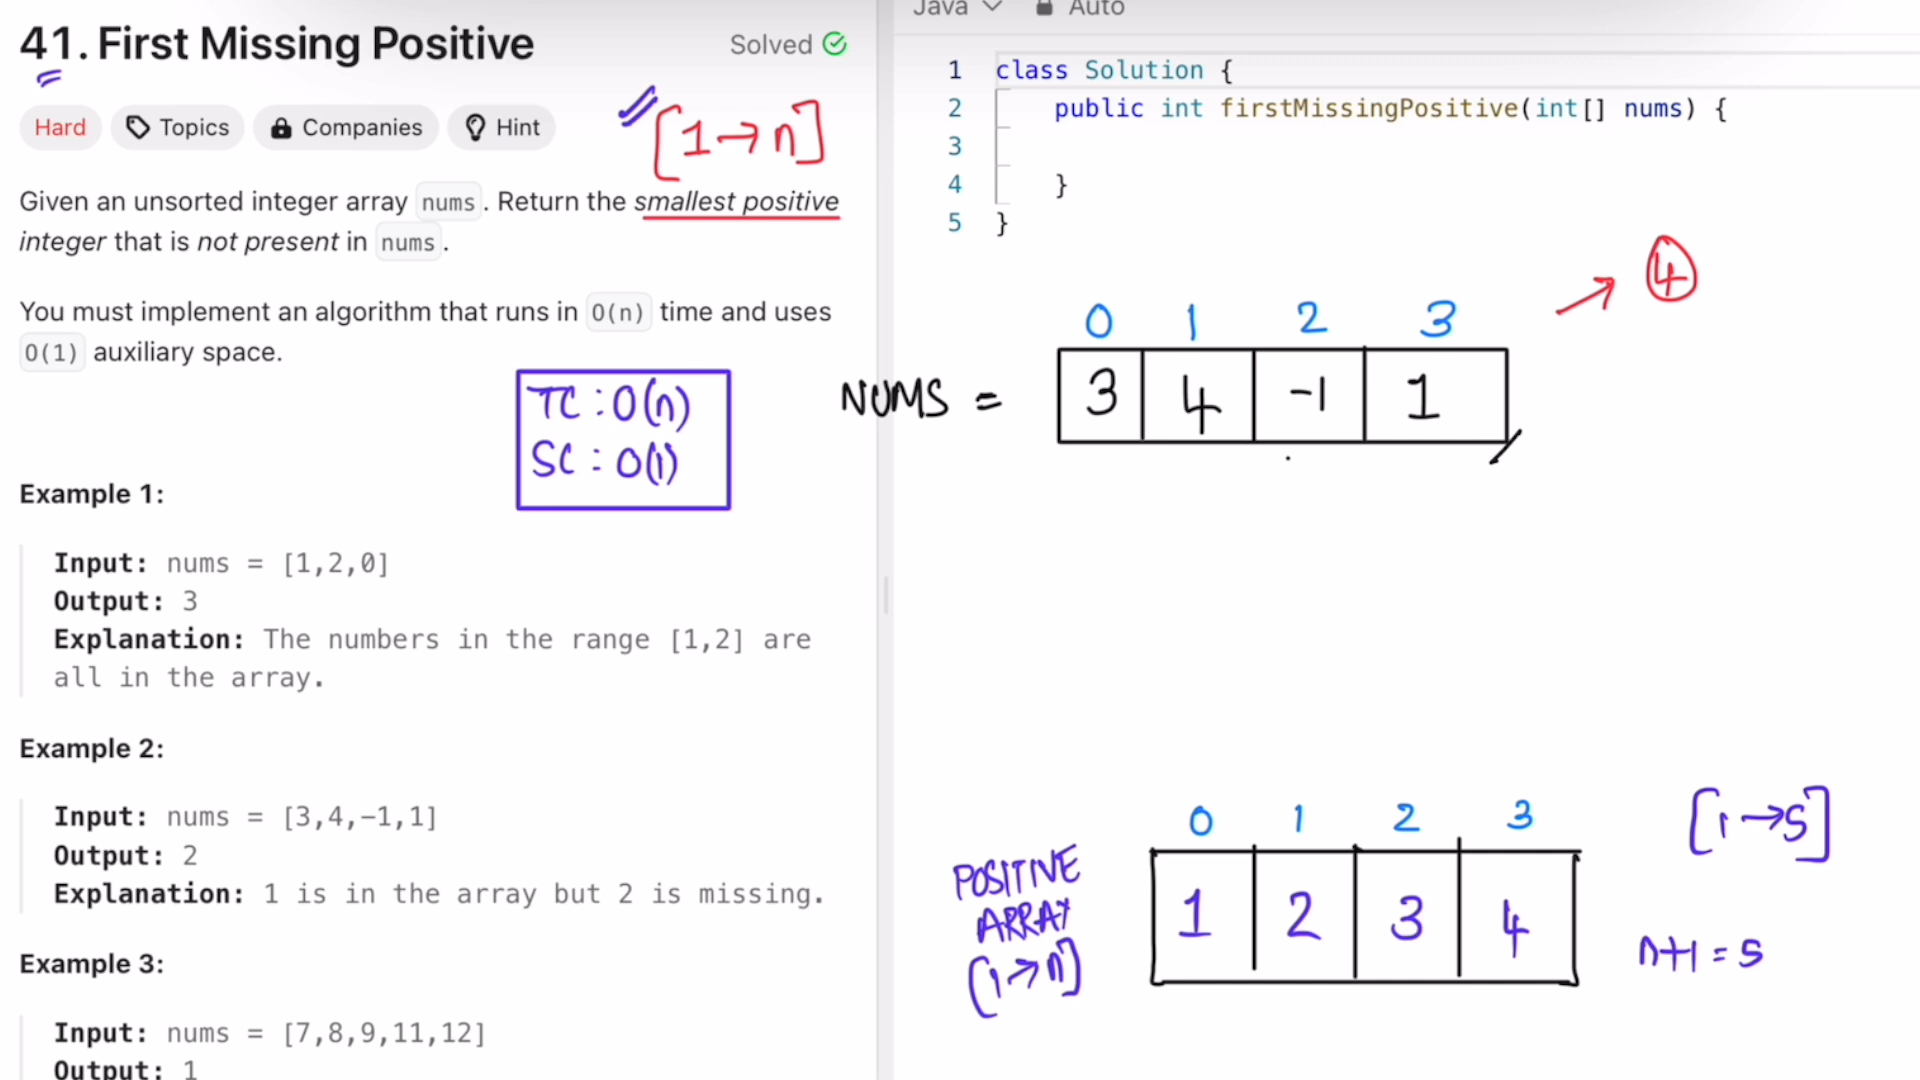 41. First Missing Positive
Solved
Hard
Topics
Companies
Hint
[1→n]
Given an unsorted integer array nums. Return the smallest positive
integer that is not present in nums.
You must implement an algorithm that runs in O(n) time and uses
O(1) auxiliary space.
TC : O(n)
SC : O(1)
Example 1:
Input: nums = [1,2,0]
Output: 3
Explanation: The numbers in the range [1,2] are
all in the array.
Example 2:
Input: nums = [3,4,-1,1]
Output: 2
Explanation: 1 is in the array but 2 is missing.
Example 3:
Input: nums = [7,8,9,11,12]
Output: 1
Java
Auto
1 class Solution {
2 public int firstMissingPositive(int[] nums) {
3
4 }
5 }
→ 4
0 1 2 3
NUMS = 3 4 -1 1
0 1 2 3
[1→5]
POSITIVE
ARRAY
[1→n]
1 2 3 4
n+1 = 5